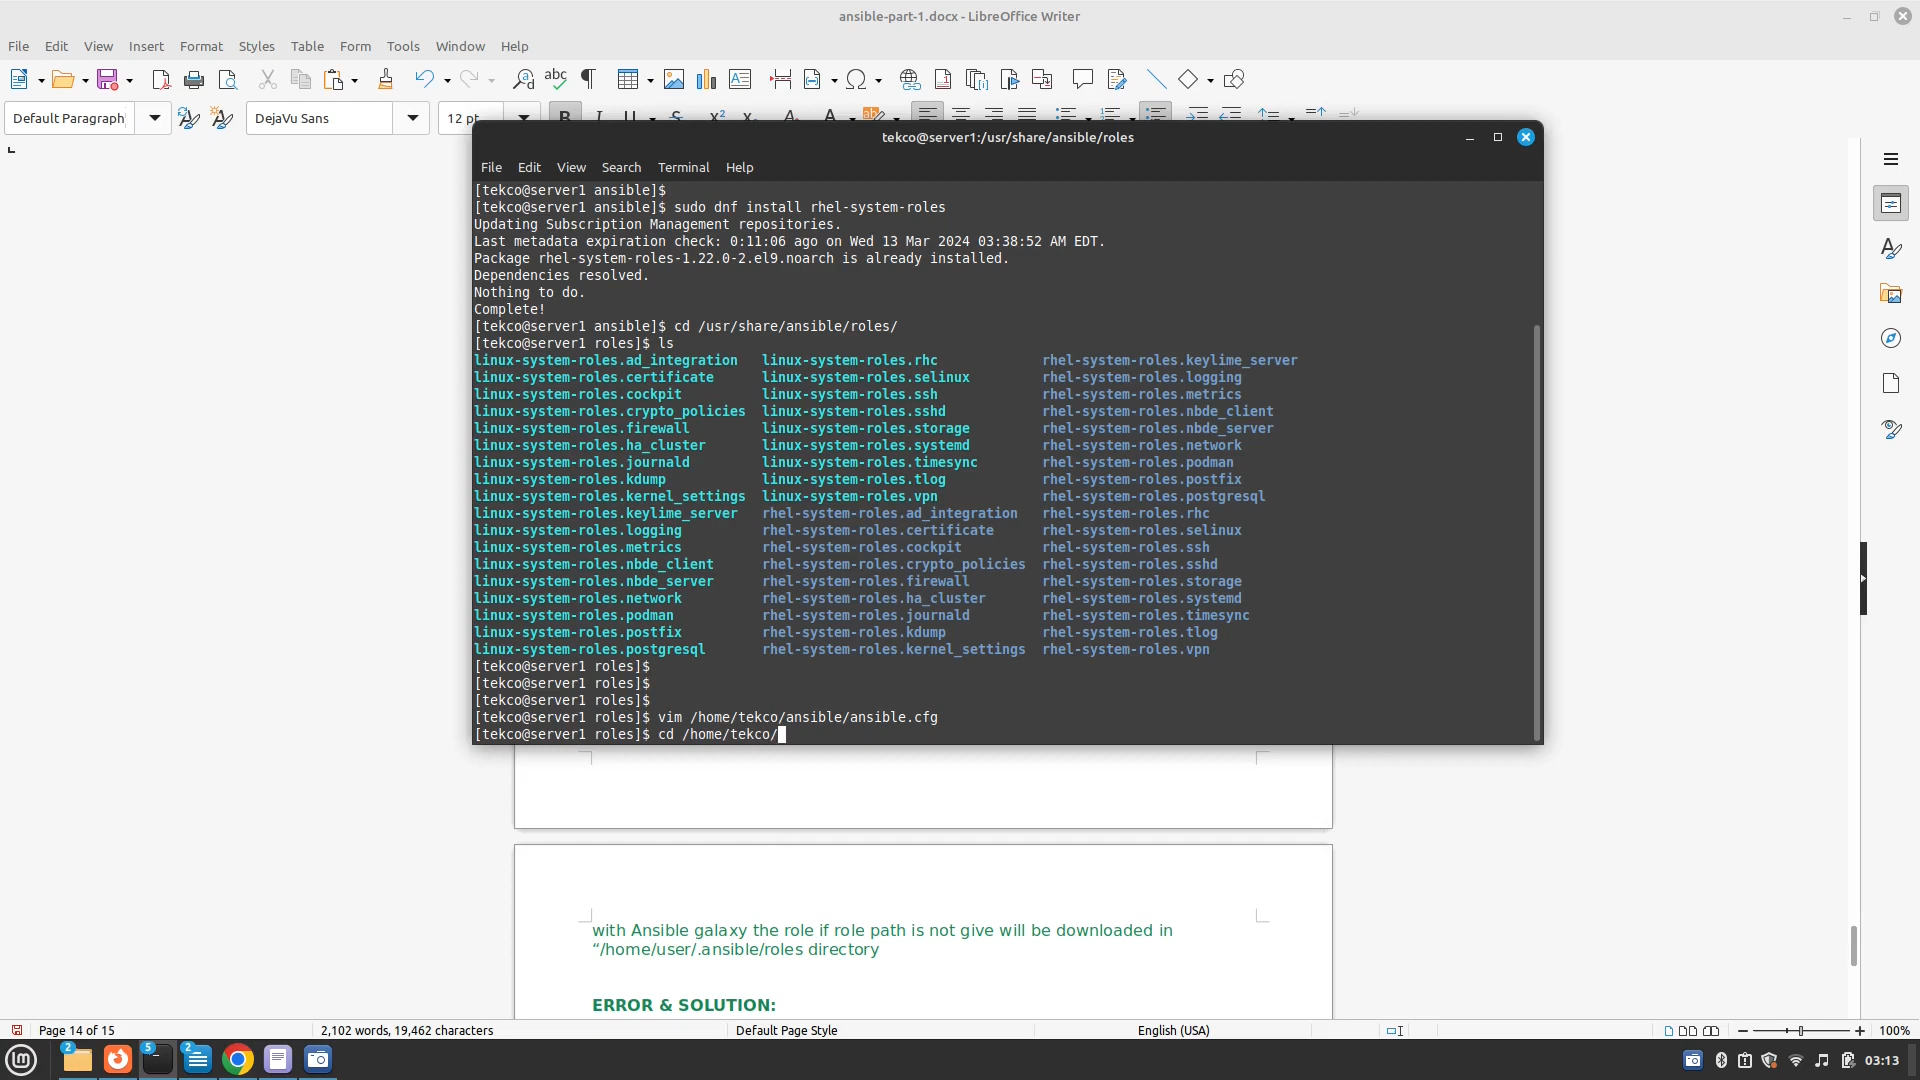 ansible-part-1.docx - LibreOffice Writer
File Edit View Insert Format Styles Table Form Tools Window Help
Default Paragraph
DejaVu Sans
12 pt
tekco@server1:/usr/share/ansible/roles
File Edit View Search Terminal Help
[tekco@server1 ansible]$
[tekco@server1 ansible]$ sudo dnf install rhel-system-roles
Updating Subscription Management repositories.
Last metadata expiration check: 0:11:06 ago on Wed 13 Mar 2024 03:38:52 AM EDT.
Package rhel-system-roles-1.22.0-2.el9.noarch is already installed.
Dependencies resolved.
Nothing to do.
Complete!
[tekco@server1 ansible]$ cd /usr/share/ansible/roles/
[tekco@server1 roles]$ ls
linux-system-roles.ad_integration linux-system-roles.rhc rhel-system-roles.keylime_server
linux-system-roles.certificate linux-system-roles.selinux rhel-system-roles.logging
linux-system-roles.cockpit linux-system-roles.ssh rhel-system-roles.metrics
linux-system-roles.crypto_policies linux-system-roles.sshd rhel-system-roles.nbde_client
linux-system-roles.firewall linux-system-roles.storage rhel-system-roles.nbde_server
linux-system-roles.ha_cluster linux-system-roles.systemd rhel-system-roles.network
linux-system-roles.journald linux-system-roles.timesync rhel-system-roles.podman
linux-system-roles.kdump linux-system-roles.tlog rhel-system-roles.postfix
linux-system-roles.kernel_settings linux-system-roles.vpn rhel-system-roles.postgresql
linux-system-roles.keylime_server rhel-system-roles.ad_integration rhel-system-roles.rhc
linux-system-roles.logging rhel-system-roles.certificate rhel-system-roles.selinux
linux-system-roles.metrics rhel-system-roles.cockpit rhel-system-roles.ssh
linux-system-roles.nbde_client rhel-system-roles.crypto_policies rhel-system-roles.sshd
linux-system-roles.nbde_server rhel-system-roles.firewall rhel-system-roles.storage
linux-system-roles.network rhel-system-roles.ha_cluster rhel-system-roles.systemd
linux-system-roles.podman rhel-system-roles.journald rhel-system-roles.timesync
linux-system-roles.postfix rhel-system-roles.kdump rhel-system-roles.tlog
linux-system-roles.postgresql rhel-system-roles.kernel_settings rhel-system-roles.vpn
[tekco@server1 roles]$
[tekco@server1 roles]$
[tekco@server1 roles]$
[tekco@server1 roles]$ vim /home/tekco/ansible/ansible.cfg
[tekco@server1 roles]$ cd /home/tekco/
with Ansible galaxy the role if role path is not give will be downloaded in
“/home/user/.ansible/roles directory
ERROR & SOLUTION:
Page 14 of 15
2,102 words, 19,462 characters
Default Page Style
English (USA)
100%
2
5
2
03:13